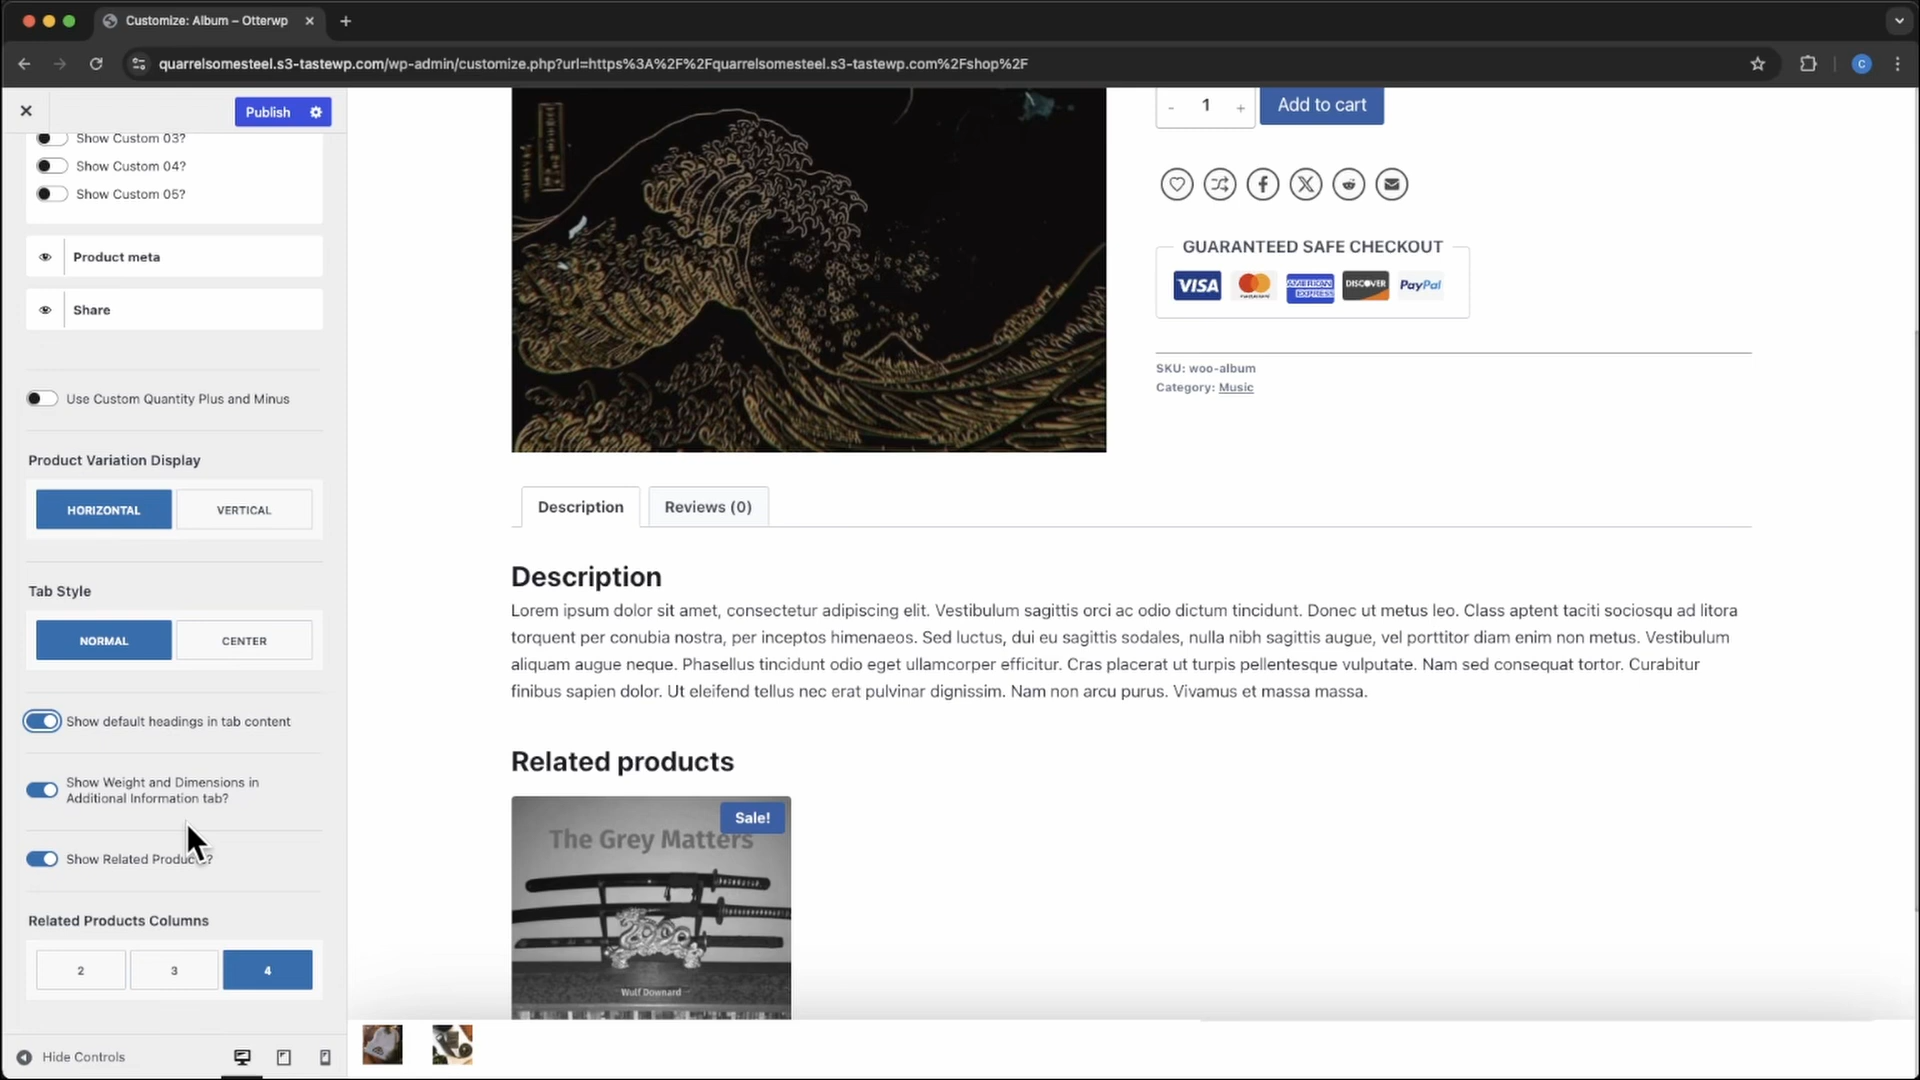 Customize: Album – Otterwp
quarrelsomesteel.s3-tastewp.com/wp-admin/customize.php?url=https%3A%2F%2Fquarrelsomesteel.s3-tastewp.com%2Fshop%2F
C
Publish
Show Custom 03?
Show Custom 04?
Show Custom 05?
Product meta
Share
Use Custom Quantity Plus and Minus
Product Variation Display
HORIZONTAL
VERTICAL
Tab Style
NORMAL
CENTER
Show default headings in tab content
Show Weight and Dimensions in
Additional Information tab?
Show Related Produc ?
Related Products Columns
2
3
4
Hide Controls
- 1 +
Add to cart
GUARANTEED SAFE CHECKOUT
VISA
mastercard
AMERICAN EXPRESS
DISCOVER
PayPal
SKU: woo-album
Category: Music
Description
Reviews (0)
Description
Lorem ipsum dolor sit amet, consectetur adipiscing elit. Vestibulum sagittis orci ac odio dictum tincidunt. Donec ut metus leo. Class aptent taciti sociosqu ad litora
torquent per conubia nostra, per inceptos himenaeos. Sed luctus, dui eu sagittis sodales, nulla nibh sagittis augue, vel porttitor diam enim non metus. Vestibulum
aliquam augue neque. Phasellus tincidunt odio eget ullamcorper efficitur. Cras placerat ut turpis pellentesque vulputate. Nam sed consequat tortor. Curabitur
finibus sapien dolor. Ut eleifend tellus nec erat pulvinar dignissim. Nam non arcu purus. Vivamus et massa massa.
Related products
Sale!
The Grey Matters
Wulf Downard